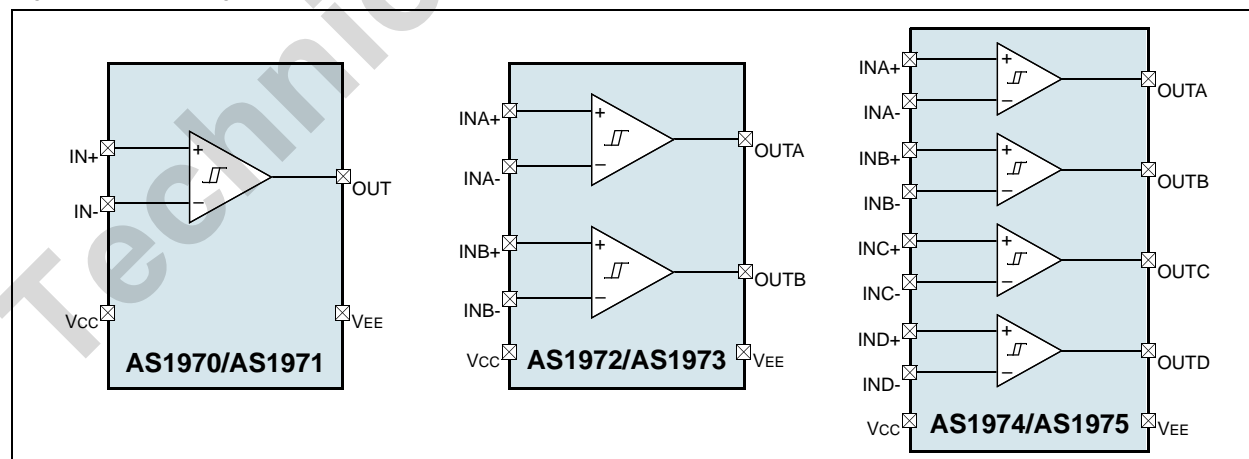 Technic
IN+
IN-
OUT
VCC
VEE
AS1970/AS1971
INA+
INA-
OUTA
INB+
INB-
OUTB
VCC
VEE
AS1972/AS1973
INA+
INA-
OUTA
INB+
INB-
OUTB
INC+
INC-
OUTC
IND+
IND-
OUTD
VCC
VEE
AS1974/AS1975